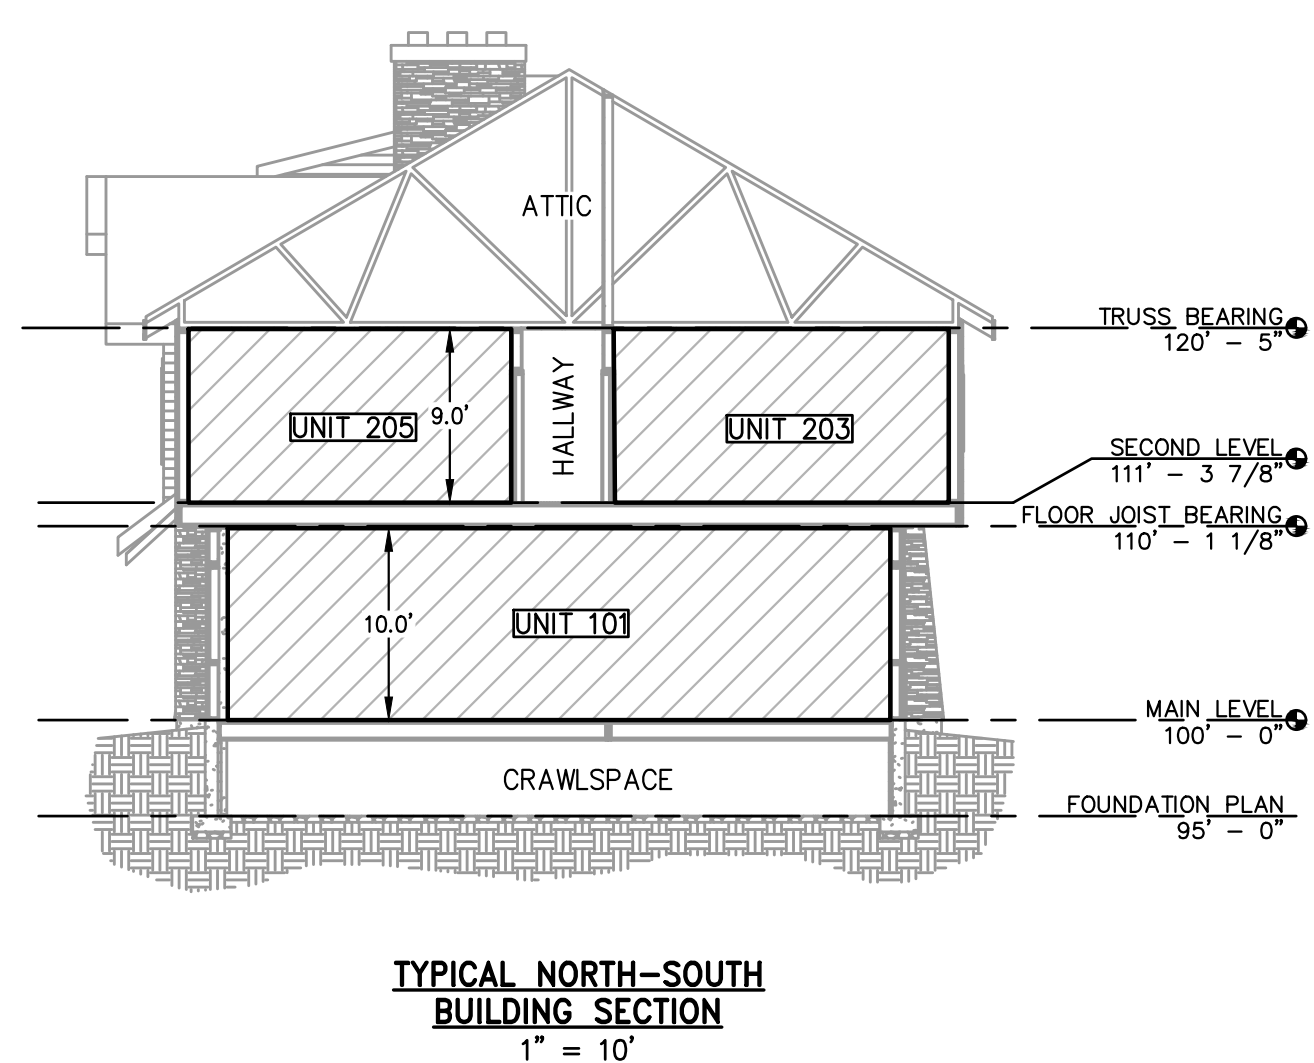 ATTIC
TRUSS BEARING
120' - 5"
HALLWAY
UNIT 205
9.0'
UNIT 203
SECOND LEVEL
111' - 3 7/8"
FLOOR JOIST BEARING
110' - 1 1/8"
10.0'
UNIT 101
MAIN LEVEL
100' - 0"
CRAWLSPACE
FOUNDATION PLAN
95' - 0"
TYPICAL NORTH-SOUTH
BUILDING SECTION
1" = 10'